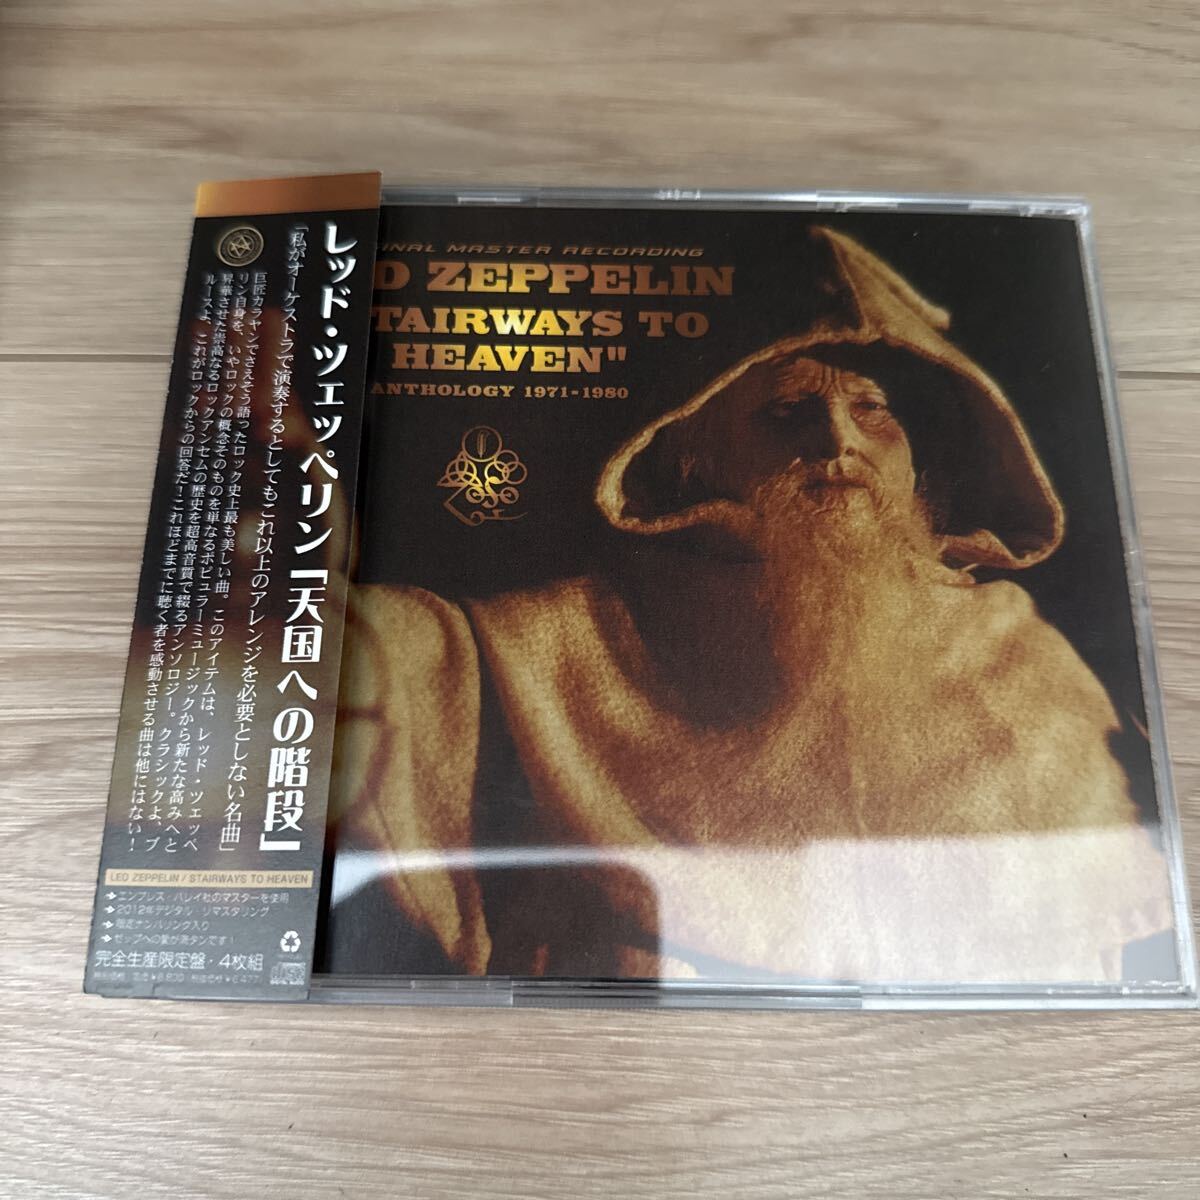 レッド・ツェッペリン「天国への階段」
「私がオーケストラで演奏するとしてもこれ以上のアレンジを必要としない名曲」
巨匠カラヤンでさえそう語ったロック史上最も美しい曲。このアイテムは、レッド・ツェッペ
リン自身を、いやロックの概念そのものを単なるポピュラーミュージックから新たな高みへと
昇華させた崇高なるロックアンセムの歴史を超高音質で綴るアンソロジー。クラシックよ、ブ
ルースよ、これがロックからの回答だ！これほどまでに聴く者を感動させる曲は他にはない！
LED ZEPPELIN / STAIRWAYS TO HEAVEN
エンプレス・バレイ社のマスターを使用
2012年デジタル・リマスタリング
限定ナンバリング入り
ゼップへの愛が満タンです！
完全生産限定盤・4枚組
INAL MASTER RECORDING
D ZEPPELIN
TAIRWAYS TO
HEAVEN"
ANTHOLOGY 1971-1980